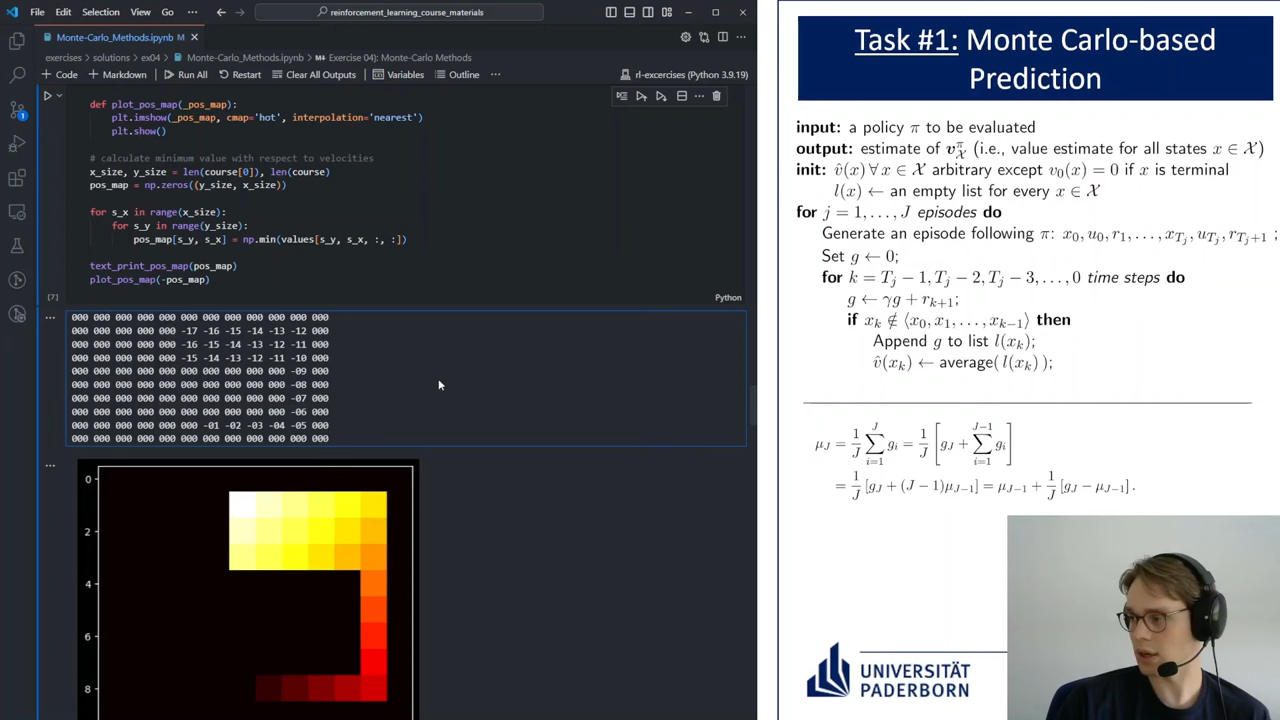 File Edit Selection View Go ··· reinforcement_learning_course_materials
Monte-Carlo_Methods.ipynb M ×
exercises > solutions > ex04 > Monte-Carlo_Methods.ipynb > Exercise 04): Monte-Carlo Methods
+ Code + Markdown Run All Restart Clear All Outputs Variables Outline ··· rl-excercises (Python 3.9.19)
def plot_pos_map(_pos_map):
plt.imshow(_pos_map, cmap='hot', interpolation='nearest')
plt.show()
# calculate minimum value with respect to velocities
x_size, y_size = len(course[0]), len(course)
pos_map = np.zeros((y_size, x_size))
for s_x in range(x_size):
for s_y in range(y_size):
pos_map[s_y, s_x] = np.min(values[s_y, s_x, :, :])
text_print_pos_map(pos_map)
plot_pos_map(-pos_map)
[7] Python
000 000 000 000 000 000 000 000 000 000 000 000
000 000 000 000 000 -17 -16 -15 -14 -13 -12 000
000 000 000 000 000 -16 -15 -14 -13 -12 -11 000
000 000 000 000 000 -15 -14 -13 -12 -11 -10 000
000 000 000 000 000 000 000 000 000 000 -09 000
000 000 000 000 000 000 000 000 000 000 -08 000
000 000 000 000 000 000 000 000 000 000 -07 000
000 000 000 000 000 000 000 000 000 000 -06 000
000 000 000 000 000 000 -01 -02 -03 -04 -05 000
000 000 000 000 000 000 000 000 000 000 000 000
0
2
4
6
8
Task #1: Monte Carlo-based
Prediction
input: a policy π to be evaluated
output: estimate of v_𝒳^π (i.e., value estimate for all states x ∈ 𝒳)
init: v̂(x) ∀ x ∈ 𝒳 arbitrary except v₀(x) = 0 if x is terminal
l(x) ← an empty list for every x ∈ 𝒳
for j = 1, . . . , J episodes do
Generate an episode following π: x₀, u₀, r₁, . . . , x_{T_j}, u_{T_j}, r_{T_j+1} ;
Set g ← 0;
for k = T_j − 1, T_j − 2, T_j − 3, . . . , 0 time steps do
g ← γg + r_{k+1};
if x_k ∉ ⟨x₀, x₁, . . . , x_{k−1}⟩ then
Append g to list l(x_k);
v̂(x_k) ← average( l(x_k) );
μ_J = 1/J ∑_{i=1}^{J} g_i = 1/J [g_J + ∑_{i=1}^{J−1} g_i]
= 1/J [g_J + (J − 1)μ_{J−1}] = μ_{J−1} + 1/J [g_J − μ_{J−1}] .
UNIVERSITÄT
PADERBORN